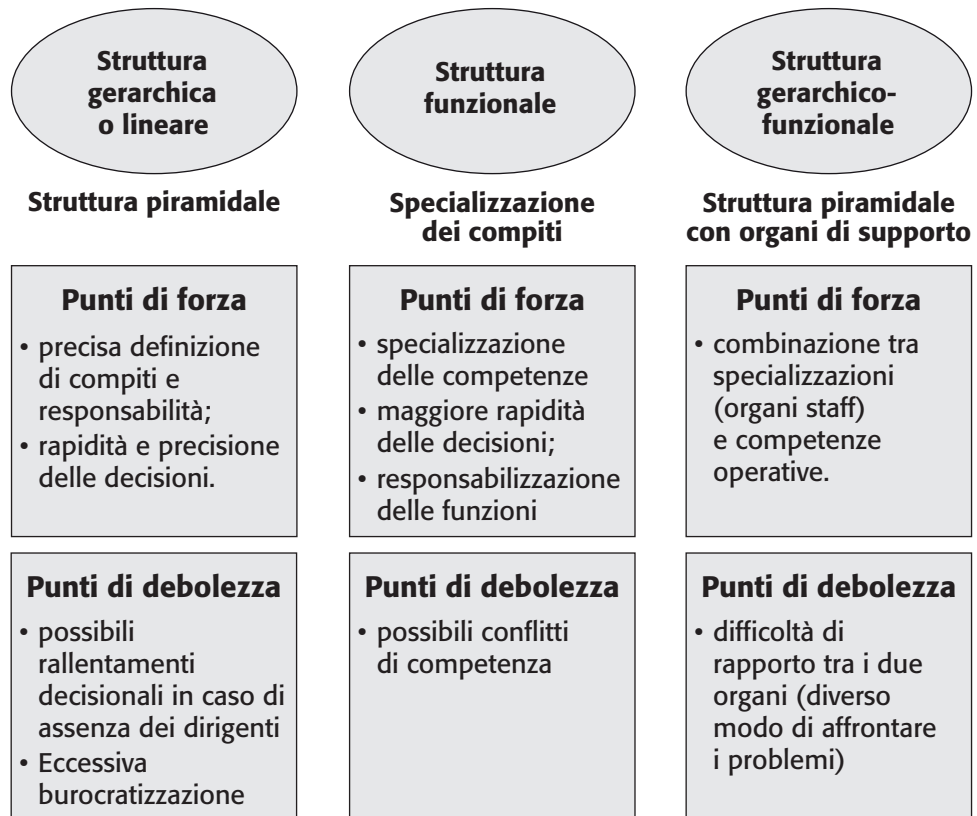 Struttura
gerarchica
o lineare
Struttura piramidale
Punti di forza
• precisa definizione
di compiti e
responsabilità;
• rapidità e precisione
delle decisioni.
Punti di debolezza
• possibili
rallentamenti
decisionali in caso di
assenza dei dirigenti
• Eccessiva
burocratizzazione
Struttura
funzionale
Specializzazione
dei compiti
Punti di forza
• specializzazione
delle competenze
• maggiore rapidità
delle decisioni;
• responsabilizzazione
delle funzioni
Punti di debolezza
• possibili conflitti
di competenza
Struttura
gerarchico-
funzionale
Struttura piramidale
con organi di supporto
Punti di forza
• combinazione tra
specializzazioni
(organi staff)
e competenze
operative.
Punti di debolezza
• difficoltà di
rapporto tra i due
organi (diverso
modo di affrontare
i problemi)